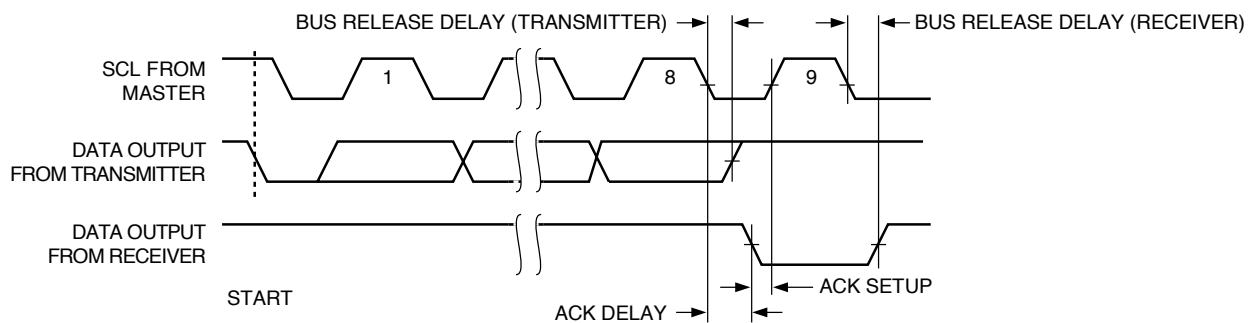 BUS RELEASE DELAY (TRANSMITTER)
BUS RELEASE DELAY (RECEIVER)
SCL FROM
MASTER
1
8
9
DATA OUTPUT
FROM TRANSMITTER
DATA OUTPUT
FROM RECEIVER
START
ACK SETUP
ACK DELAY